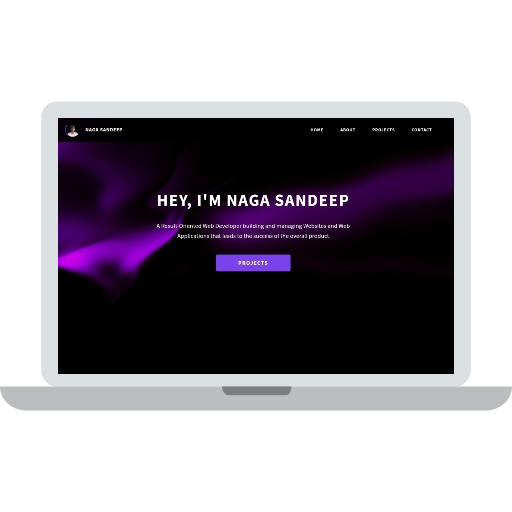 NAGA SANDEEP
HOME ABOUT PROJECTS CONTACT
HEY, I'M NAGA SANDEEP
A Result-Oriented Web Developer building and managing Websites and Web
Applications that leads to the success of the overall product.
PROJECTS